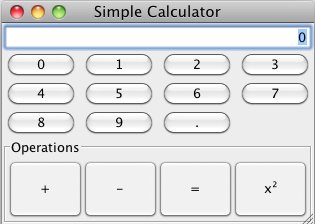 Simple Calculator
0
0 1 2 3
4 5 6 7
8 9 .
Operations
+ - = x²